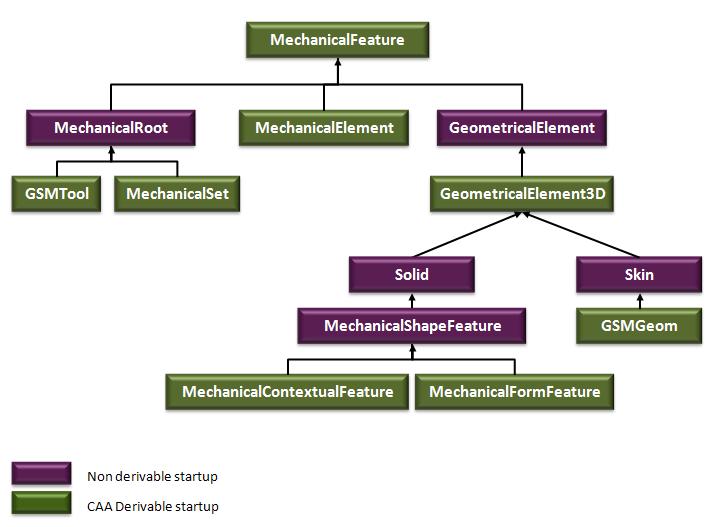 MechanicalFeature
MechanicalRoot
MechanicalElement
GeometricalElement
GSMTool
MechanicalSet
GeometricalElement3D
Solid
Skin
MechanicalShapeFeature
GSMGeom
MechanicalContextualFeature
MechanicalFormFeature
Non derivable startup
CAA Derivable startup